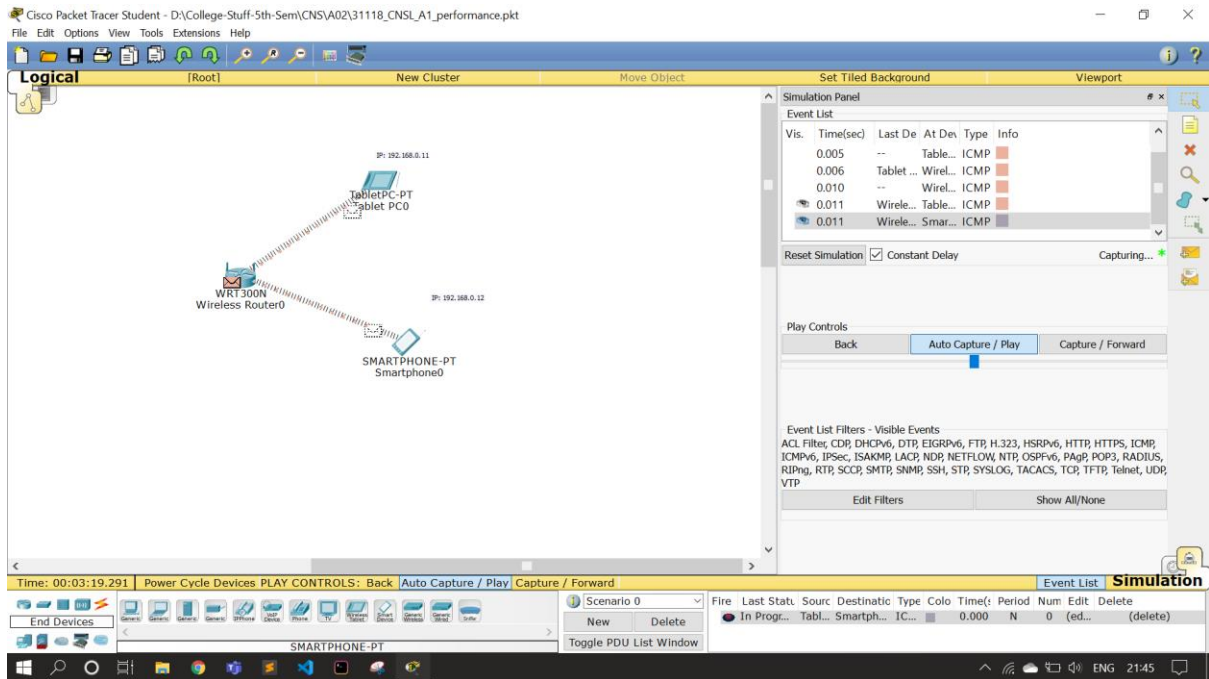 Cisco Packet Tracer Student - D:\College-Stuff-5th-Sem\CNS\A02\31118_CNSL_A1_performance.pkt
File Edit Options View Tools Extensions Help
Logical [Root] New Cluster Move Object Set Tiled Background Viewport
Simulation Panel
Event List
Vis. Time(sec) Last De At Dev Type Info
0.005 -- Table... ICMP
0.006 Tablet ... Wirel... ICMP
0.010 -- Wirel... ICMP
0.011 Wirele... Table... ICMP
0.011 Wirele... Smar... ICMP
Reset Simulation Constant Delay Capturing... *
Play Controls
Back Auto Capture / Play Capture / Forward
Event List Filters - Visible Events
ACL Filter, CDP, DHCPv6, DTP, EIGRPv6, FTP, H.323, HSRPv6, HTTP, HTTPS, ICMP,
ICMPv6, IPSec, ISAKMP, LACP, NDP, NETFLOW, NTP, OSPFv6, PAgP, POP3, RADIUS,
RIPng, RTP, SCCP, SMTP, SNMP, SSH, STP, SYSLOG, TACACS, TCP, TFTP, Telnet, UDP,
VTP
Edit Filters Show All/None
IP: 192.168.0.11
TabletPC-PT
Tablet PC0
WRT300N
Wireless Router0
IP: 192.168.0.12
SMARTPHONE-PT
Smartphone0
Time: 00:03:19.291 Power Cycle Devices PLAY CONTROLS: Back Auto Capture / Play Capture / Forward Event List Simulation
End Devices
SMARTPHONE-PT
Scenario 0
New Delete
Toggle PDU List Window
Fire Last Statu Sourc Destinatic Type Colo Time(s Period Num Edit Delete
In Progr... Tabl... Smartph... IC... 0.000 N 0 (ed... (delete)
ENG 21:45